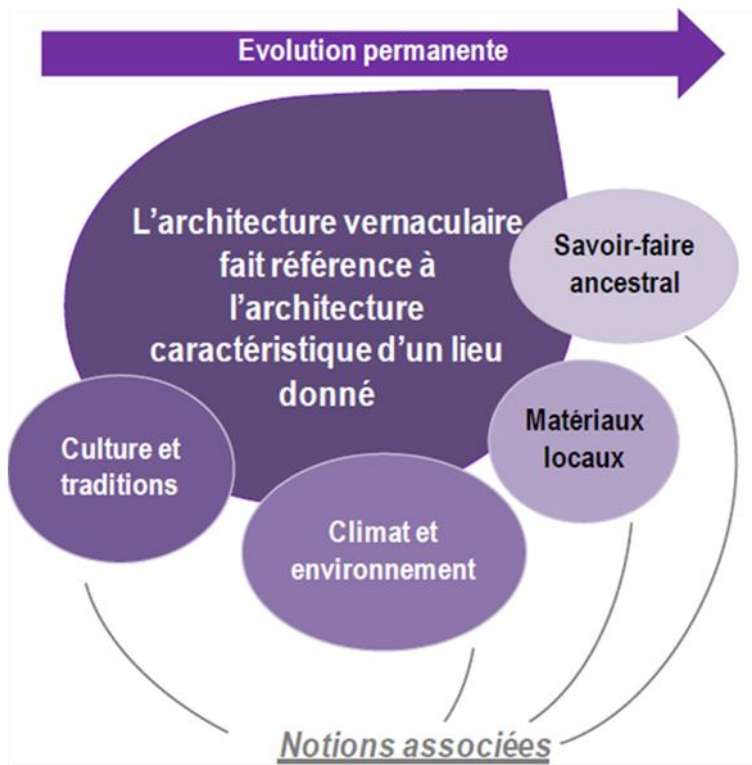 Evolution permanente
L’architecture vernaculaire
fait référence à
l’architecture
caractéristique d’un lieu
donné
Savoir-faire
ancestral
Matériaux
locaux
Culture et
traditions
Climat et
environnement
Notions associées